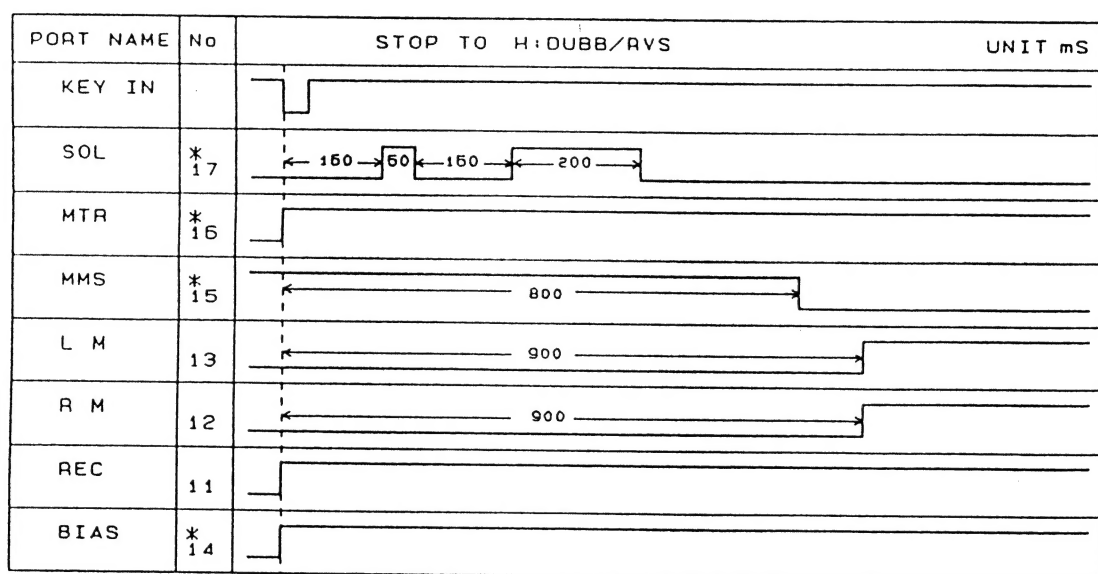 PORT NAME No STOP TO H:DUBB/RVS UNIT mS
KEY IN
SOL * 17 150 50 150 200
MTR * 16
MMS * 15 800
L M 13 900
R M 12 900
REC 11
BIAS * 14